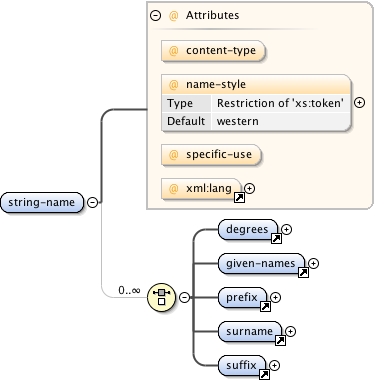 Attributes
@ content-type
@ name-style
Type Restriction of 'xs:token'
Default western
@ specific-use
@ xml:lang
string-name
0..∞
degrees
given-names
prefix
surname
suffix